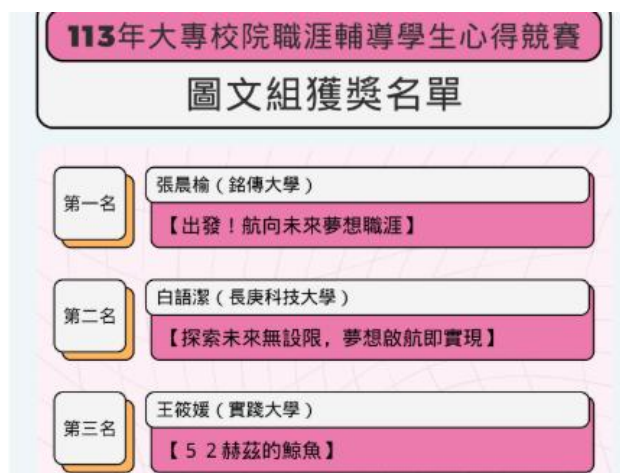 113年大專校院職涯輔導學生心得競賽
圖文組獲獎名單
第一名
張晨榆（銘傳大學）
【出發！航向未來夢想職涯】
第二名
白語潔（長庚科技大學）
【探索未來無設限，夢想啟航即實現】
第三名
王筱媛（實踐大學）
【５２赫茲的鯨魚】